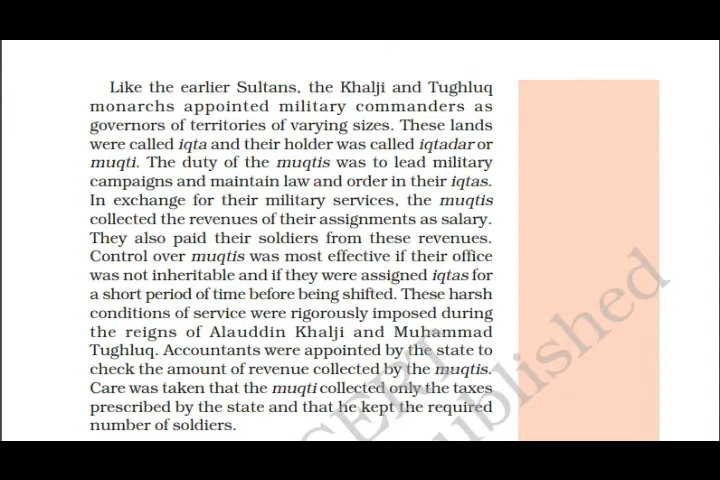 Like the earlier Sultans, the Khalji and Tughluq
monarchs appointed military commanders as
governors of territories of varying sizes. These lands
were called iqta and their holder was called iqtadar or
muqti. The duty of the muqtis was to lead military
campaigns and maintain law and order in their iqtas.
In exchange for their military services, the muqtis
collected the revenues of their assignments as salary.
They also paid their soldiers from these revenues.
Control over muqtis was most effective if their office
was not inheritable and if they were assigned iqtas for
a short period of time before being shifted. These harsh
conditions of service were rigorously imposed during
the reigns of Alauddin Khalji and Muhammad
Tughluq. Accountants were appointed by the state to
check the amount of revenue collected by the muqtis.
Care was taken that the muqti collected only the taxes
prescribed by the state and that he kept the required
number of soldiers.